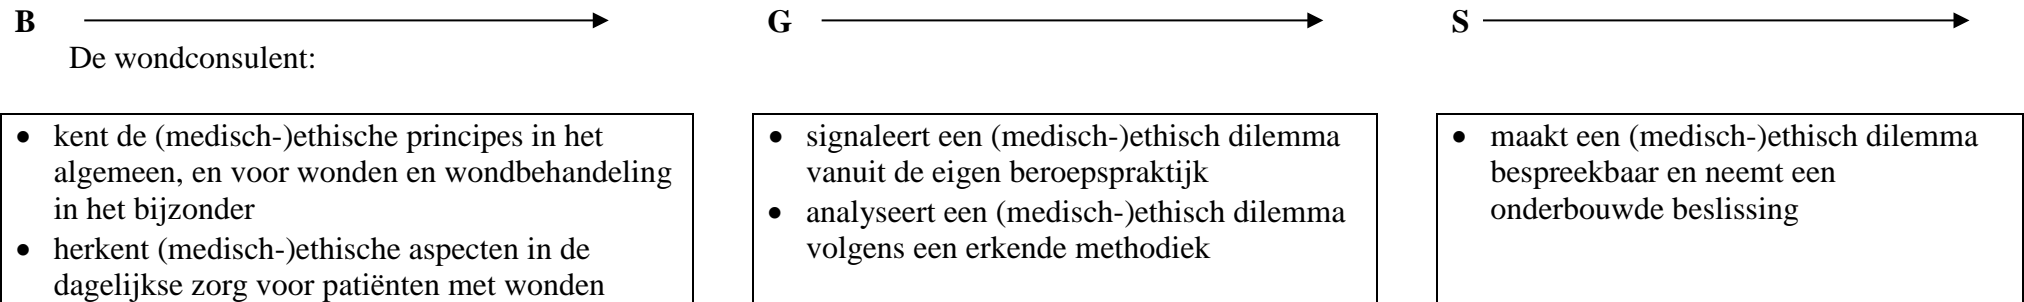 B G S
De wondconsulent:
• kent de (medisch-)ethische principes in het
algemeen, en voor wonden en wondbehandeling
in het bijzonder
• herkent (medisch-)ethische aspecten in de
dagelijkse zorg voor patiënten met wonden
• signaleert een (medisch-)ethisch dilemma
vanuit de eigen beroepspraktijk
• analyseert een (medisch-)ethisch dilemma
volgens een erkende methodiek
• maakt een (medisch-)ethisch dilemma
bespreekbaar en neemt een
onderbouwde beslissing